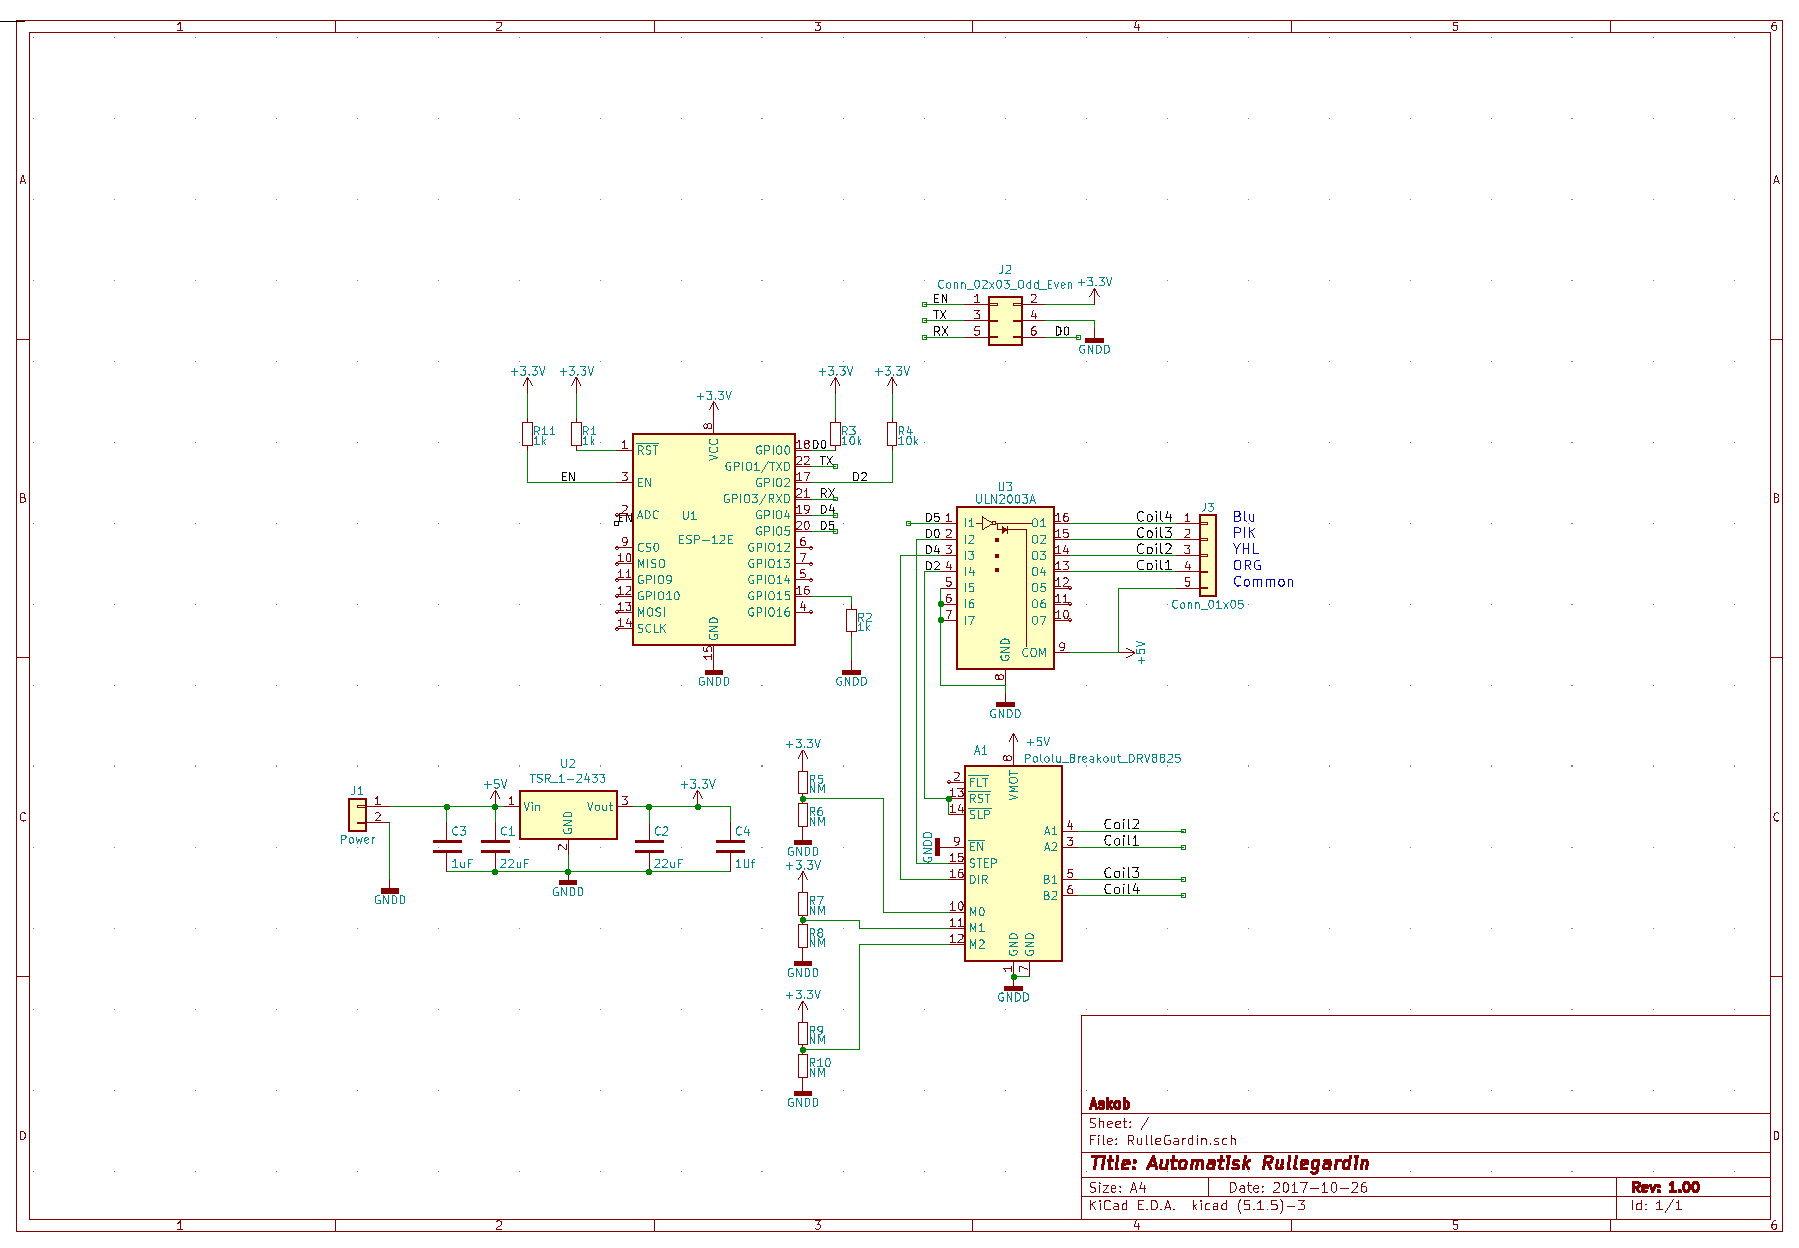 1 2 3 4 5 6
A A
B B
C C
D D
1 2 3 4 5 6
J2
Conn_02x03_Odd_Even
+3.3V
EN 1 2
TX 3 4
RX 5 6 D0
GNDD
+3.3V +3.3V +3.3V +3.3V
+3.3V
R11 1k
R1 1k
R3 10k
R4 10k
8 VCC
1 RST
EN 3 EN
2 ADC
EN
U1
ESP-12E
9 CS0
10 MISO
11 GPIO9
12 GPIO10
13 MOSI
14 SCLK
GPIO0 18 D0
GPIO1/TXD 22 TX
GPIO2 17 D2
GPIO3/RXD 21 RX
GPIO4 19 D4
GPIO5 20 D5
GPIO12 6
GPIO13 7
GPIO14 5
GPIO15 16
GPIO16 4
GND 15
GNDD
R2 1k
GNDD
U3
ULN2003A
D5 1 I1
D0 2 I2
D4 3 I3
D2 4 I4
5 I5
6 I6
7 I7
O1 16 Coil4 1 Blu
O2 15 Coil3 2 PIK
O3 14 Coil2 3 YHL
O4 13 Coil1 4 ORG
O5 12 5 Common
O6 11
O7 10
J3
Conn_01x05
COM 9
+5V
GND 8
GNDD
J1
1
2
Power
GNDD
+5V
C3 1uF
C1 22uF
U2
TSR_1-2433
1 Vin
Vout 3
GND 2
GNDD
+3.3V
C2 22uF
C4 1Uf
+3.3V
R5 NM
R6 NM
GNDD
+3.3V
R7 NM
R8 NM
GNDD
+3.3V
R9 NM
R10 NM
GNDD
A1
+5V
Pololu_Breakout_DRV8825
8 VMOT
2 FLT
13 RST
14 SLP
GNDD 9 EN
15 STEP
16 DIR
10 M0
11 M1
12 M2
A1 4 Coil2
A2 3 Coil1
B1 5 Coil3
B2 6 Coil4
GND GND
1 7
GNDD
Askob
Sheet: /
File: RulleGardin.sch
Title: Automatisk Rullegardin
Size: A4 Date: 2017-10-26 Rev: 1.00
KiCad E.D.A. kicad (5.1.5)-3 Id: 1/1